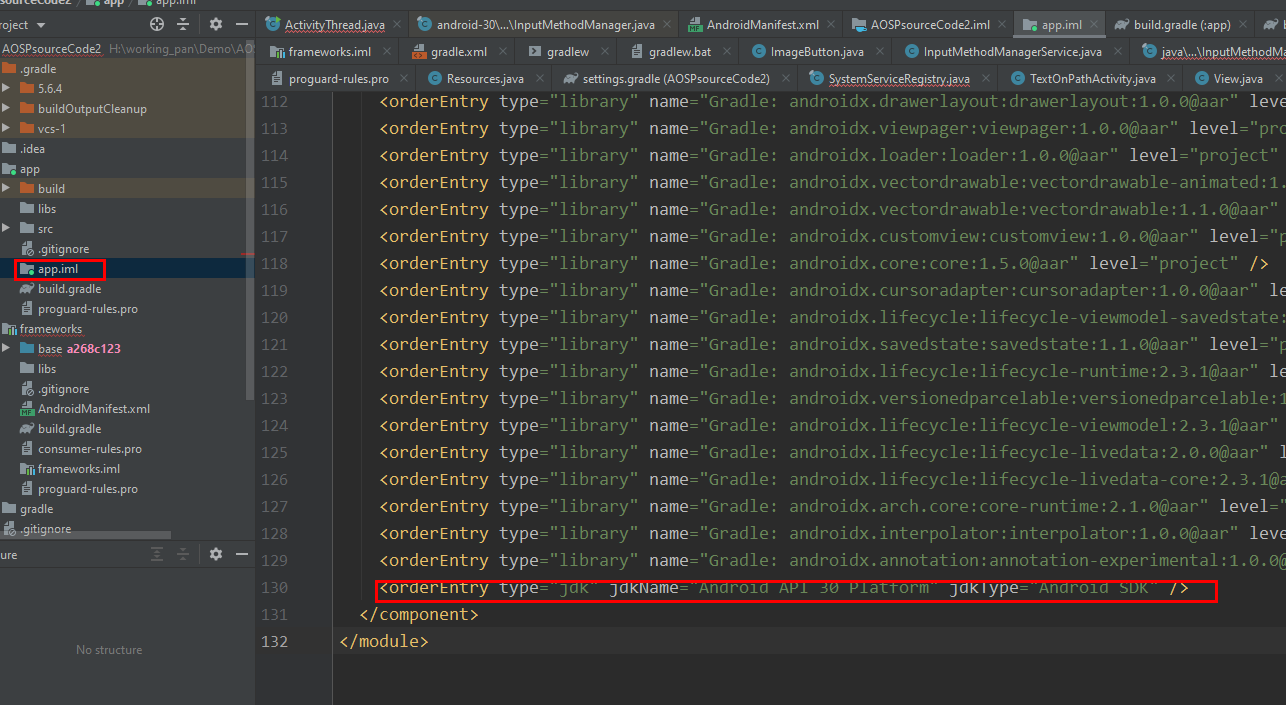 app app.iml
roject
ActivityThread.java android-30\...\InputMethodManager.java AndroidManifest.xml AOSPsourceCode2.iml app.iml build.gradle (:app)
AOSPsourceCode2 H:\working_pan\Demo\AO
frameworks.iml gradle.xml gradlew gradlew.bat ImageButton.java InputMethodManagerService.java java\...\InputMethodMa
proguard-rules.pro Resources.java settings.gradle (AOSPsourceCode2) SystemServiceRegistry.java TextOnPathActivity.java View.java
.gradle
5.6.4
buildOutputCleanup
vcs-1
.idea
app
build
libs
src
.gitignore
app.iml
build.gradle
proguard-rules.pro
frameworks
base a268c123
libs
.gitignore
AndroidManifest.xml
build.gradle
consumer-rules.pro
frameworks.iml
proguard-rules.pro
gradle
.gitignore
ure
No structure
112 <orderEntry type="library" name="Gradle: androidx.drawerlayout:drawerlayout:1.0.0@aar" leve
113 <orderEntry type="library" name="Gradle: androidx.viewpager:viewpager:1.0.0@aar" level="pro
114 <orderEntry type="library" name="Gradle: androidx.loader:loader:1.0.0@aar" level="project"
115 <orderEntry type="library" name="Gradle: androidx.vectordrawable:vectordrawable-animated:1.
116 <orderEntry type="library" name="Gradle: androidx.vectordrawable:vectordrawable:1.1.0@aar"
117 <orderEntry type="library" name="Gradle: androidx.customview:customview:1.0.0@aar" level="p
118 <orderEntry type="library" name="Gradle: androidx.core:core:1.5.0@aar" level="project" />
119 <orderEntry type="library" name="Gradle: androidx.cursoradapter:cursoradapter:1.0.0@aar" le
120 <orderEntry type="library" name="Gradle: androidx.lifecycle:lifecycle-viewmodel-savedstate:
121 <orderEntry type="library" name="Gradle: androidx.savedstate:savedstate:1.1.0@aar" level="p
122 <orderEntry type="library" name="Gradle: androidx.lifecycle:lifecycle-runtime:2.3.1@aar" le
123 <orderEntry type="library" name="Gradle: androidx.versionedparcelable:versionedparcelable:1
124 <orderEntry type="library" name="Gradle: androidx.lifecycle:lifecycle-viewmodel:2.3.1@aar"
125 <orderEntry type="library" name="Gradle: androidx.lifecycle:lifecycle-livedata:2.0.0@aar" l
126 <orderEntry type="library" name="Gradle: androidx.lifecycle:lifecycle-livedata-core:2.3.1@a
127 <orderEntry type="library" name="Gradle: androidx.arch.core:core-runtime:2.1.0@aar" level="
128 <orderEntry type="library" name="Gradle: androidx.interpolator:interpolator:1.0.0@aar" leve
129 <orderEntry type="library" name="Gradle: androidx.annotation:annotation-experimental:1.0.0@
130 <orderEntry type="jdk" jdkName="Android API 30 Platform" jdkType="Android SDK" />
131 </component>
132 </module>